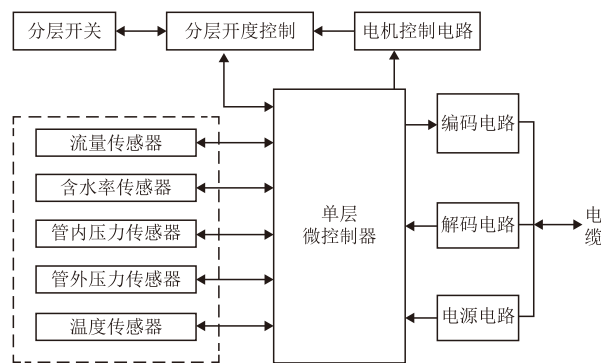 分层开关
分层开度控制
电机控制电路
流量传感器
含水率传感器
管内压力传感器
管外压力传感器
温度传感器
单层
微控制器
编码电路
解码电路
电源电路
电
缆